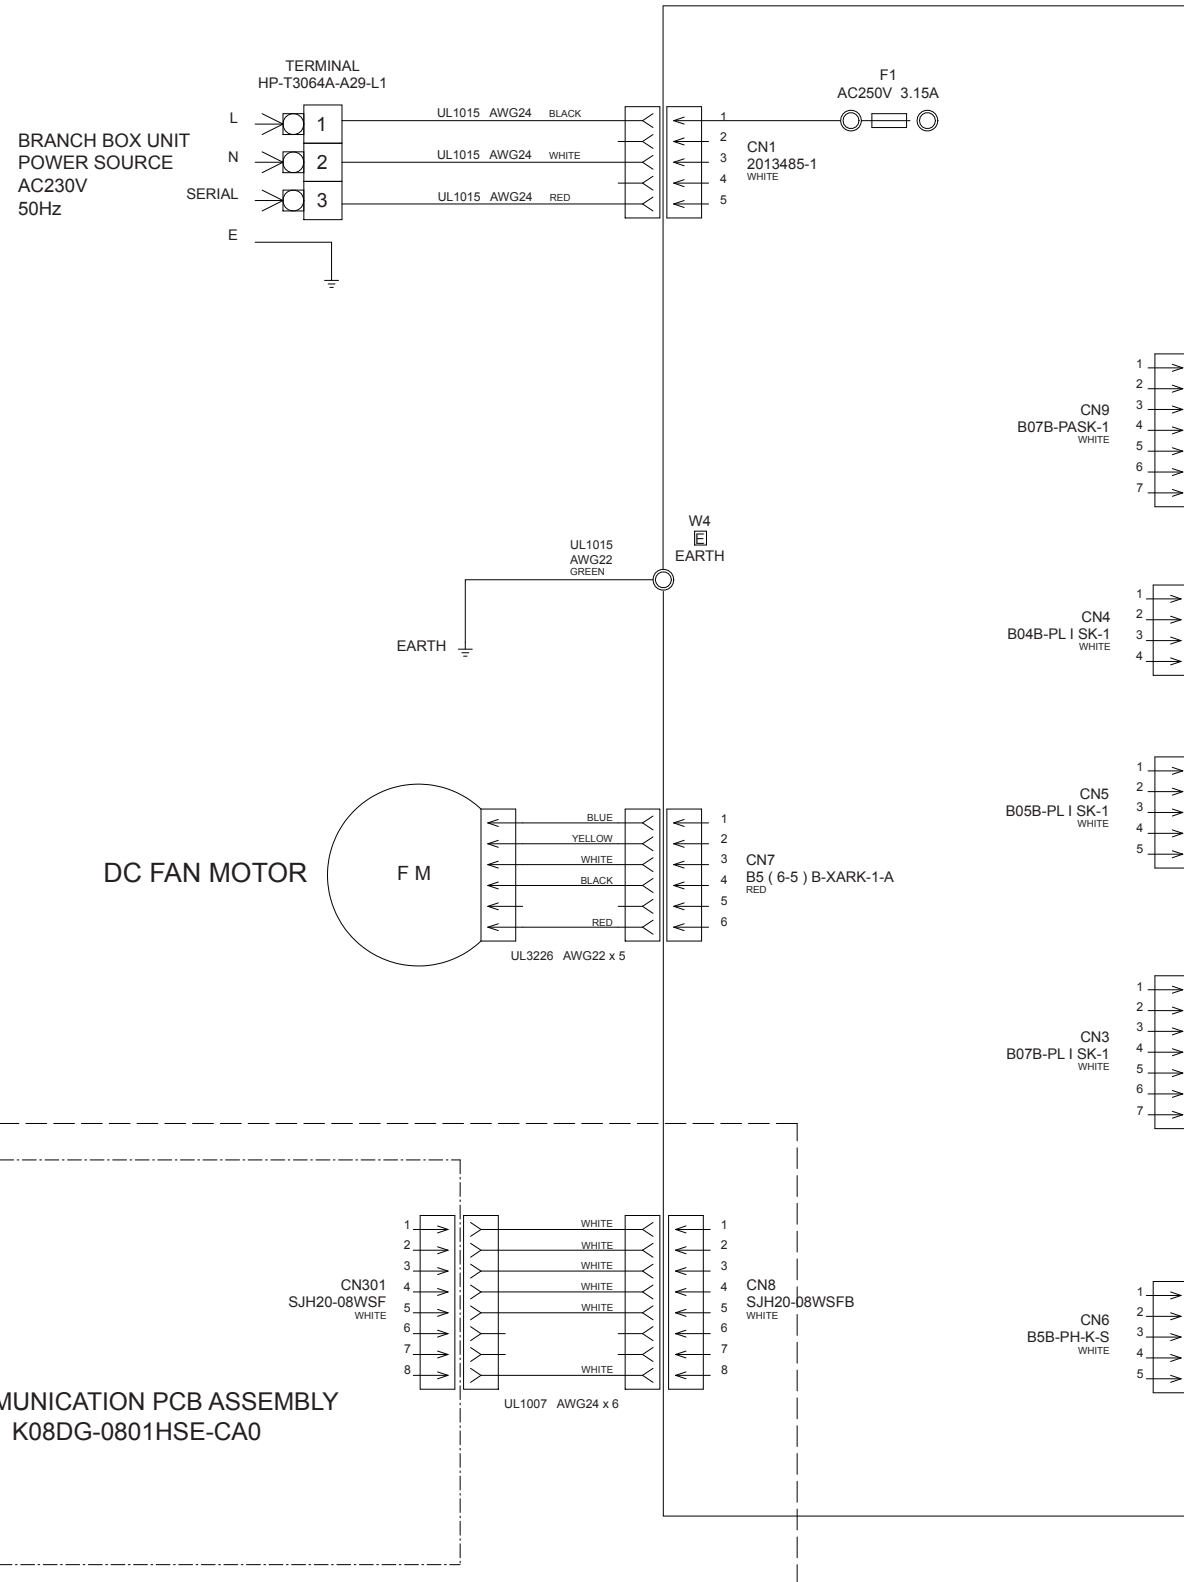 TERMINAL
HP-T3064A-A29-L1
F1
AC250V 3.15A
BRANCH BOX UNIT
POWER SOURCE
AC230V
50Hz
L
N
SERIAL
E
1
2
3
UL1015 AWG24 BLACK
UL1015 AWG24 WHITE
UL1015 AWG24 RED
1
2
3
4
5
CN1
2013485-1
WHITE
CN9
B07B-PASK-1
WHITE
1
2
3
4
5
6
7
W4
E
EARTH
UL1015
AWG22
GREEN
EARTH
CN4
B04B-PL I SK-1
WHITE
1
2
3
4
CN5
B05B-PL I SK-1
WHITE
1
2
3
4
5
DC FAN MOTOR
F M
BLUE
YELLOW
WHITE
BLACK
RED
UL3226 AWG22 x 5
1
2
3
4
5
6
CN7
B5 ( 6-5 ) B-XARK-1-A
RED
CN3
B07B-PL I SK-1
WHITE
1
2
3
4
5
6
7
CN301
SJH20-08WSF
WHITE
1
2
3
4
5
6
7
8
WHITE
WHITE
WHITE
WHITE
WHITE
WHITE
UL1007 AWG24 x 6
1
2
3
4
5
6
7
8
CN8
SJH20-08WSFB
WHITE
CN6
B5B-PH-K-S
WHITE
1
2
3
4
5
MUNICATION PCB ASSEMBLY
K08DG-0801HSE-CA0